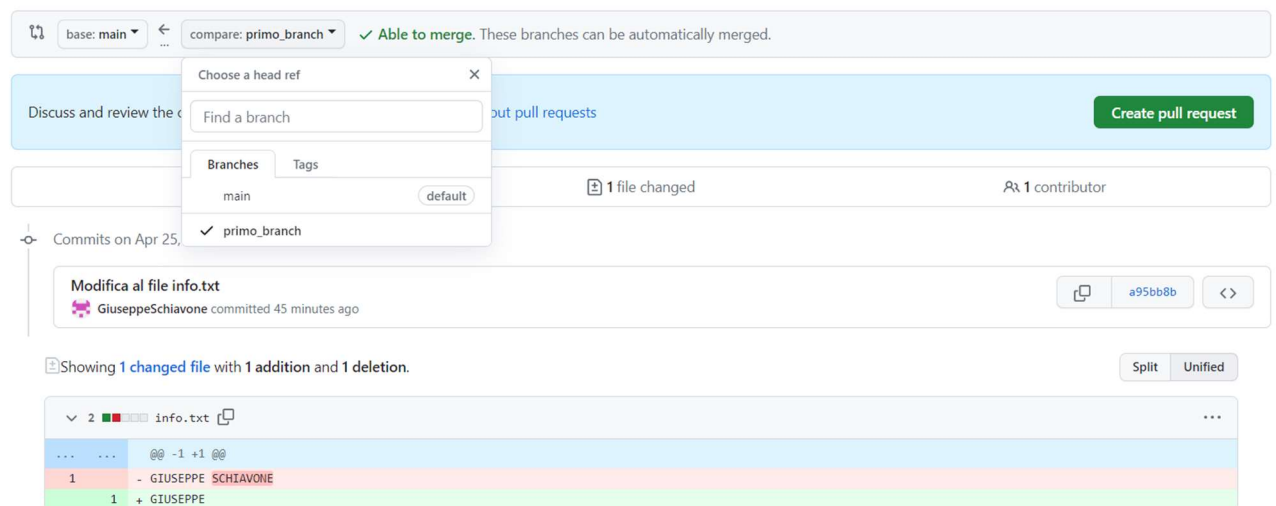 base: main compare: primo_branch Able to merge. These branches can be automatically merged.
...
Choose a head ref
Discuss and review the
Find a branch
out pull requests
Create pull request
Branches Tags
main default
1 file changed
1 contributor
primo_branch
Commits on Apr 25,
Modifica al file info.txt
GiuseppeSchiavone committed 45 minutes ago
a95bb8b
Showing 1 changed file with 1 addition and 1 deletion.
Split Unified
2 info.txt
... ... @@ -1 +1 @@
1 - GIUSEPPE SCHIAVONE
1 + GIUSEPPE